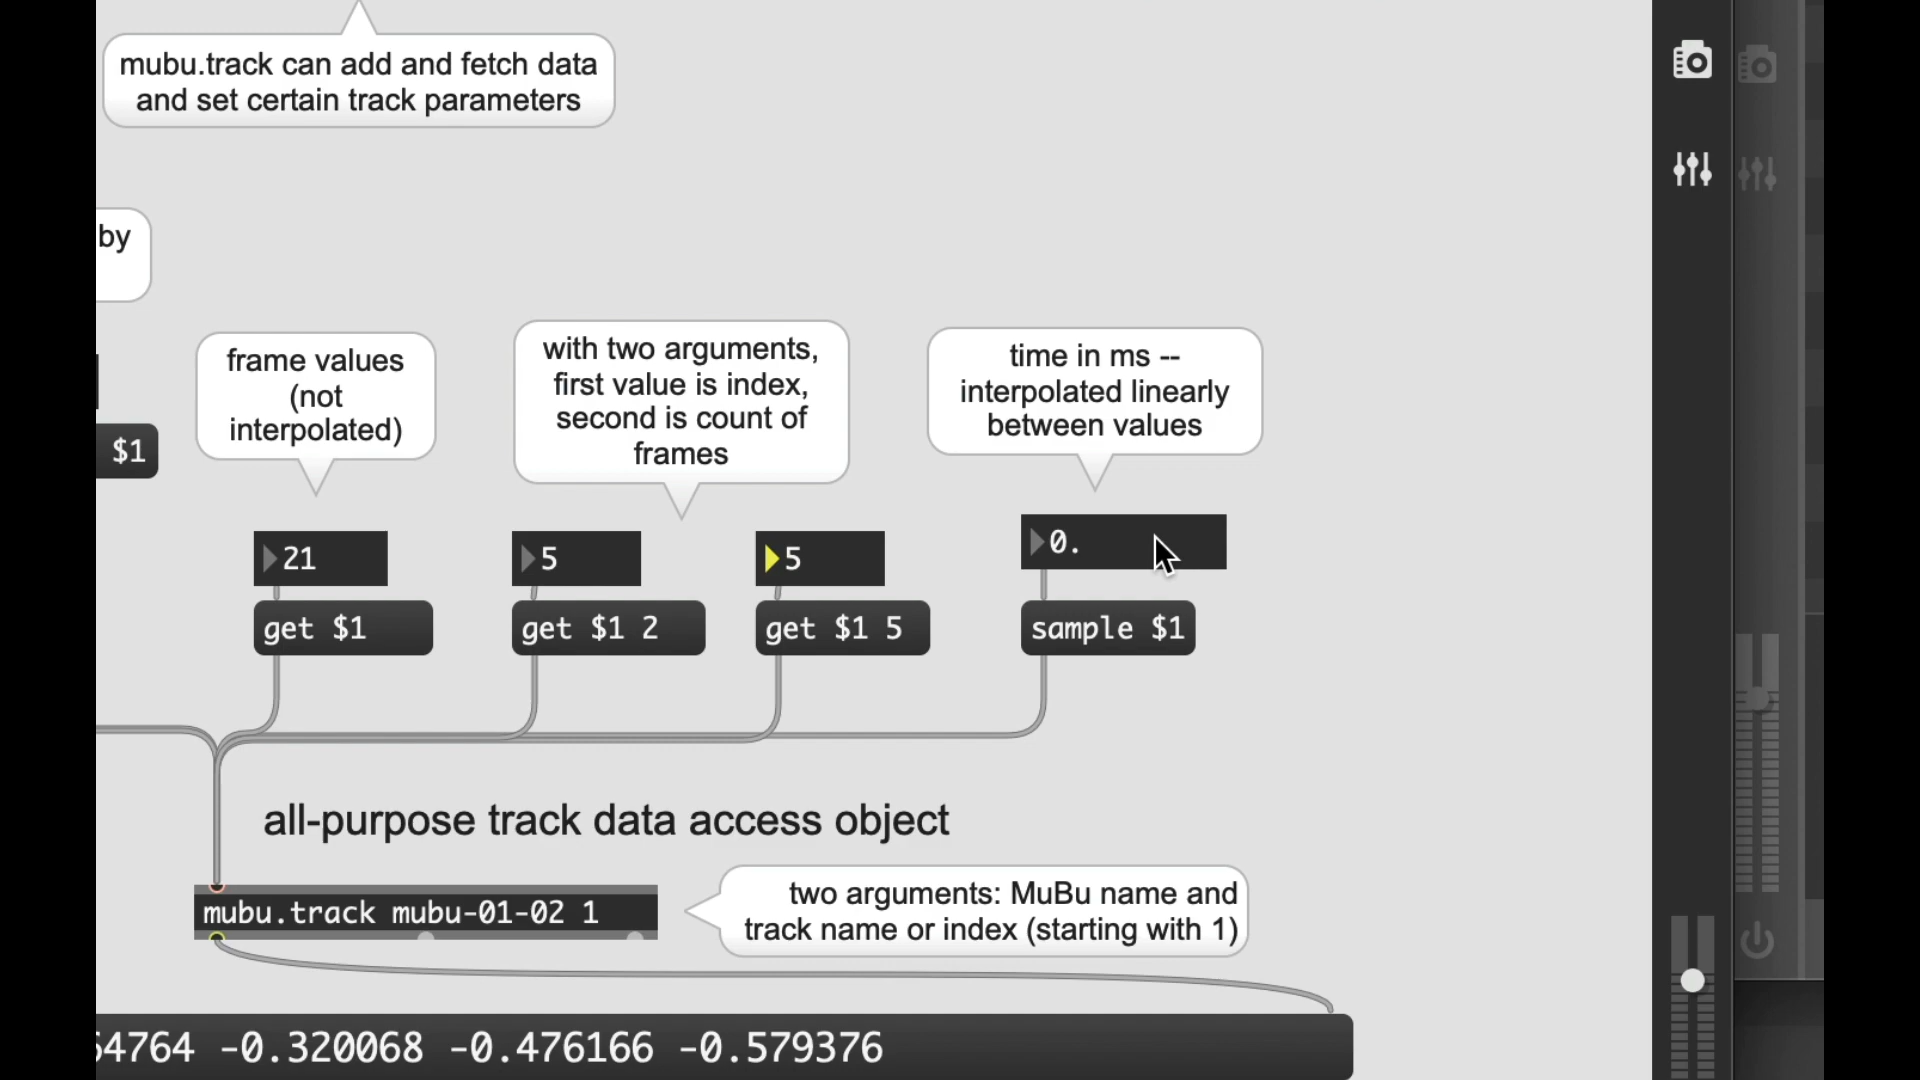 mubu.track can add and fetch data
and set certain track parameters
by
frame values
(not
interpolated)
with two arguments,
first value is index,
second is count of
frames
time in ms --
interpolated linearly
between values
$1
21
5
5
0.
get $1
get $1 2
get $1 5
sample $1
all-purpose track data access object
mubu.track mubu-01-02 1
two arguments: MuBu name and
track name or index (starting with 1)
64764 -0.320068 -0.476166 -0.579376